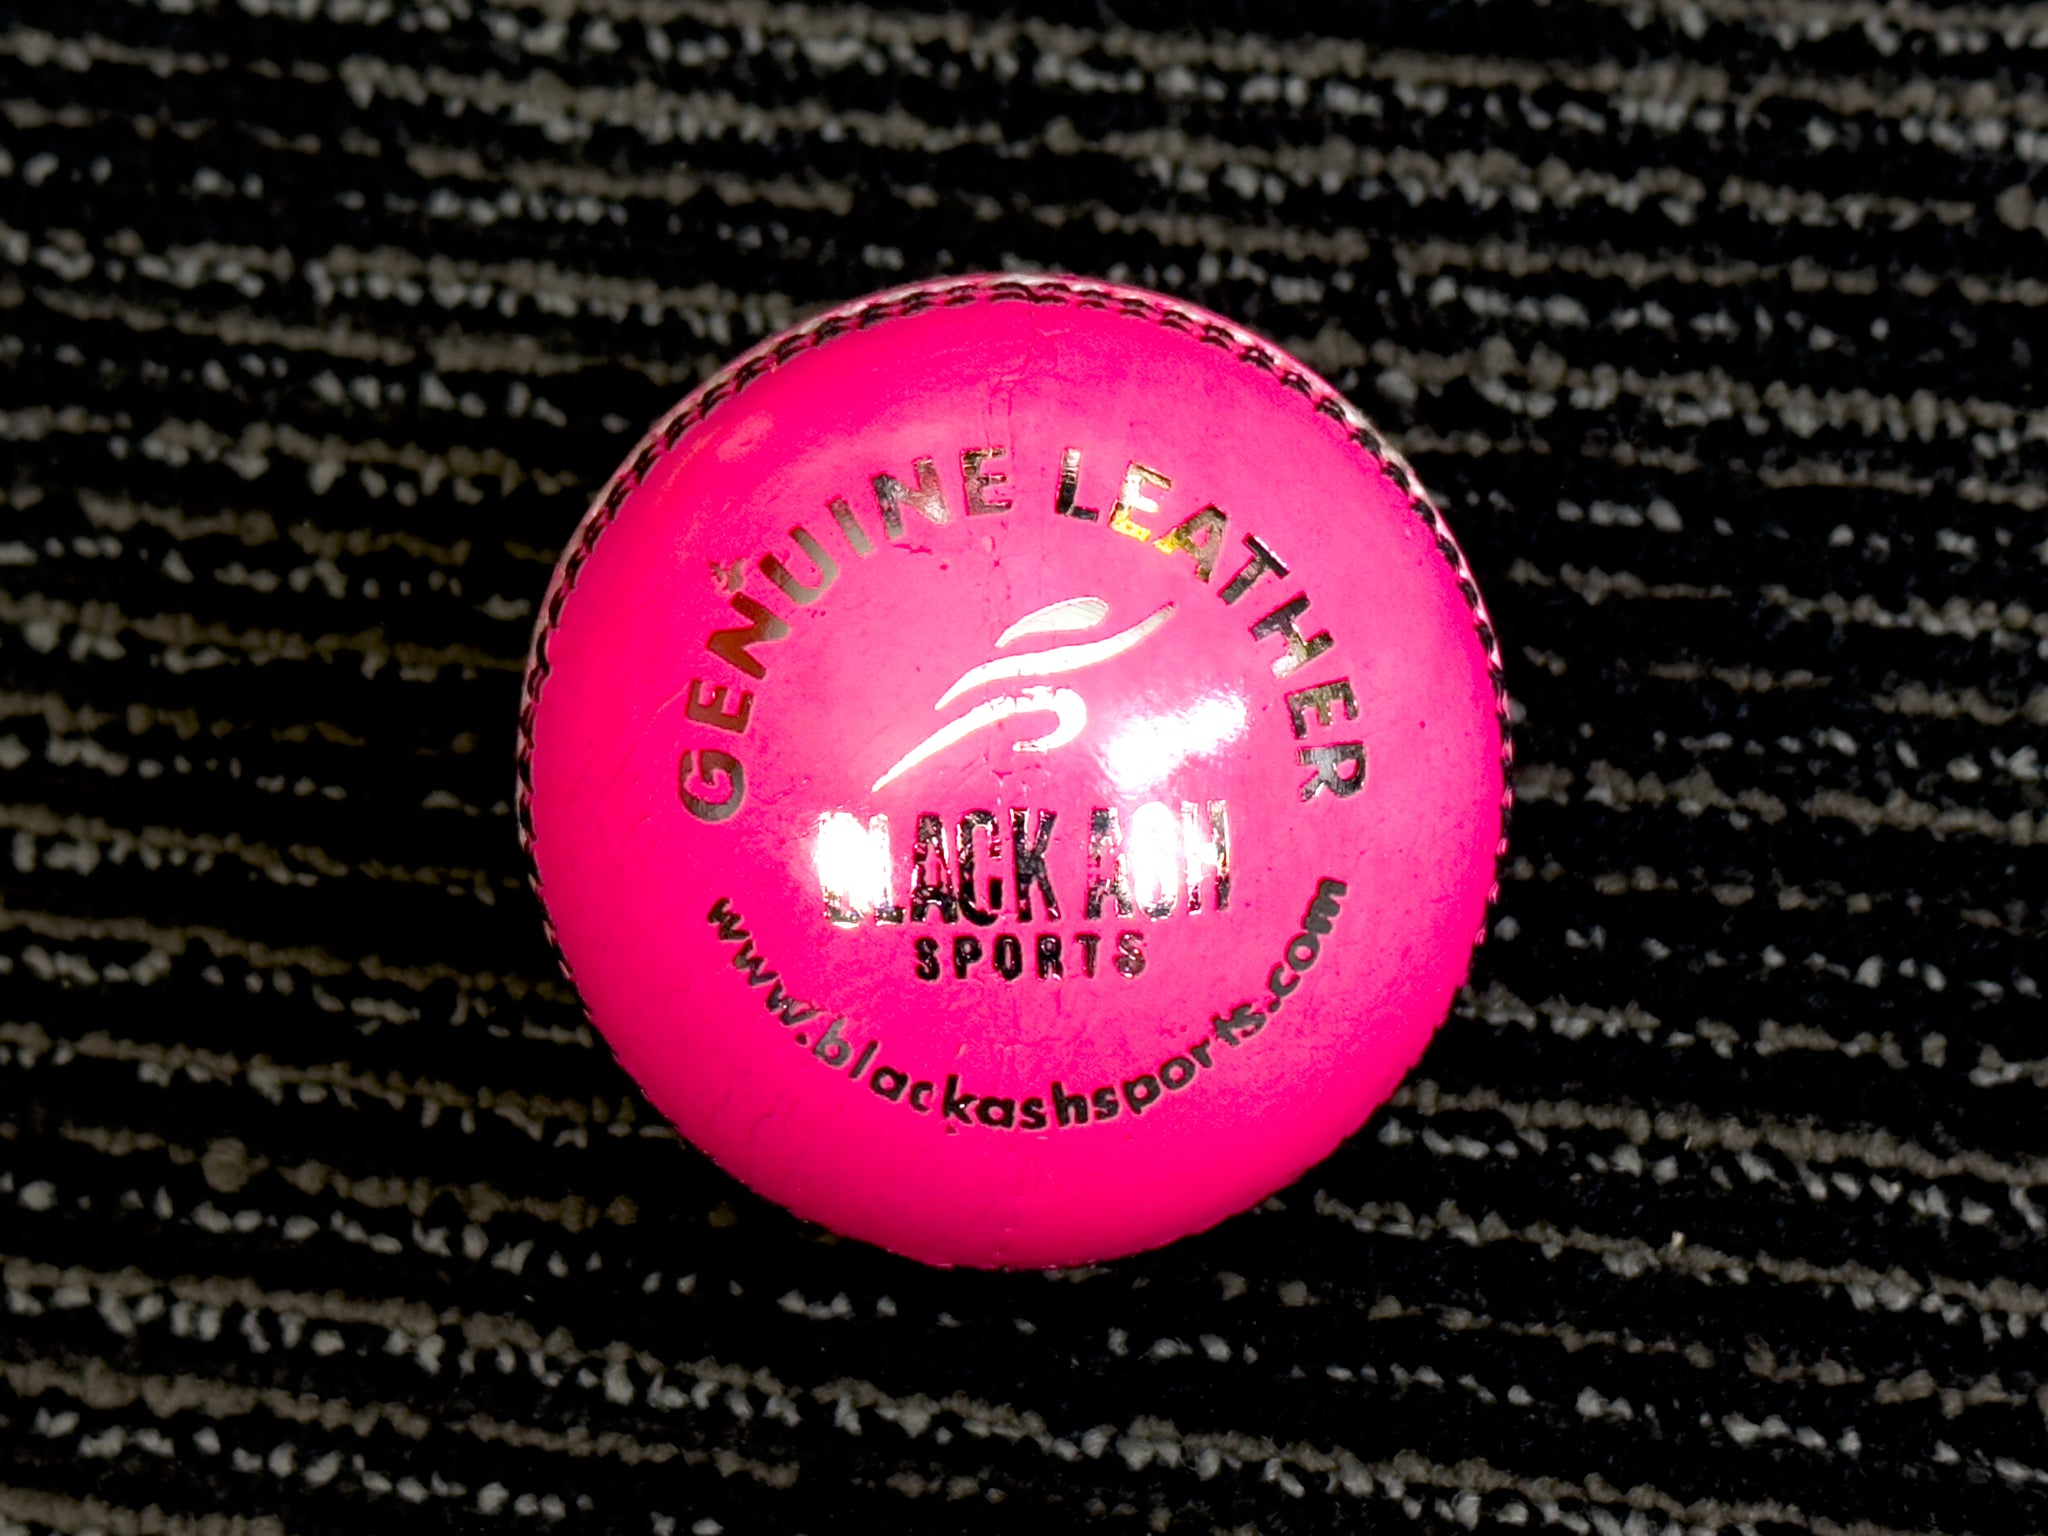 GENUINE LEATHER
BLACK ASH
SPORTS
www.blackashsports.com